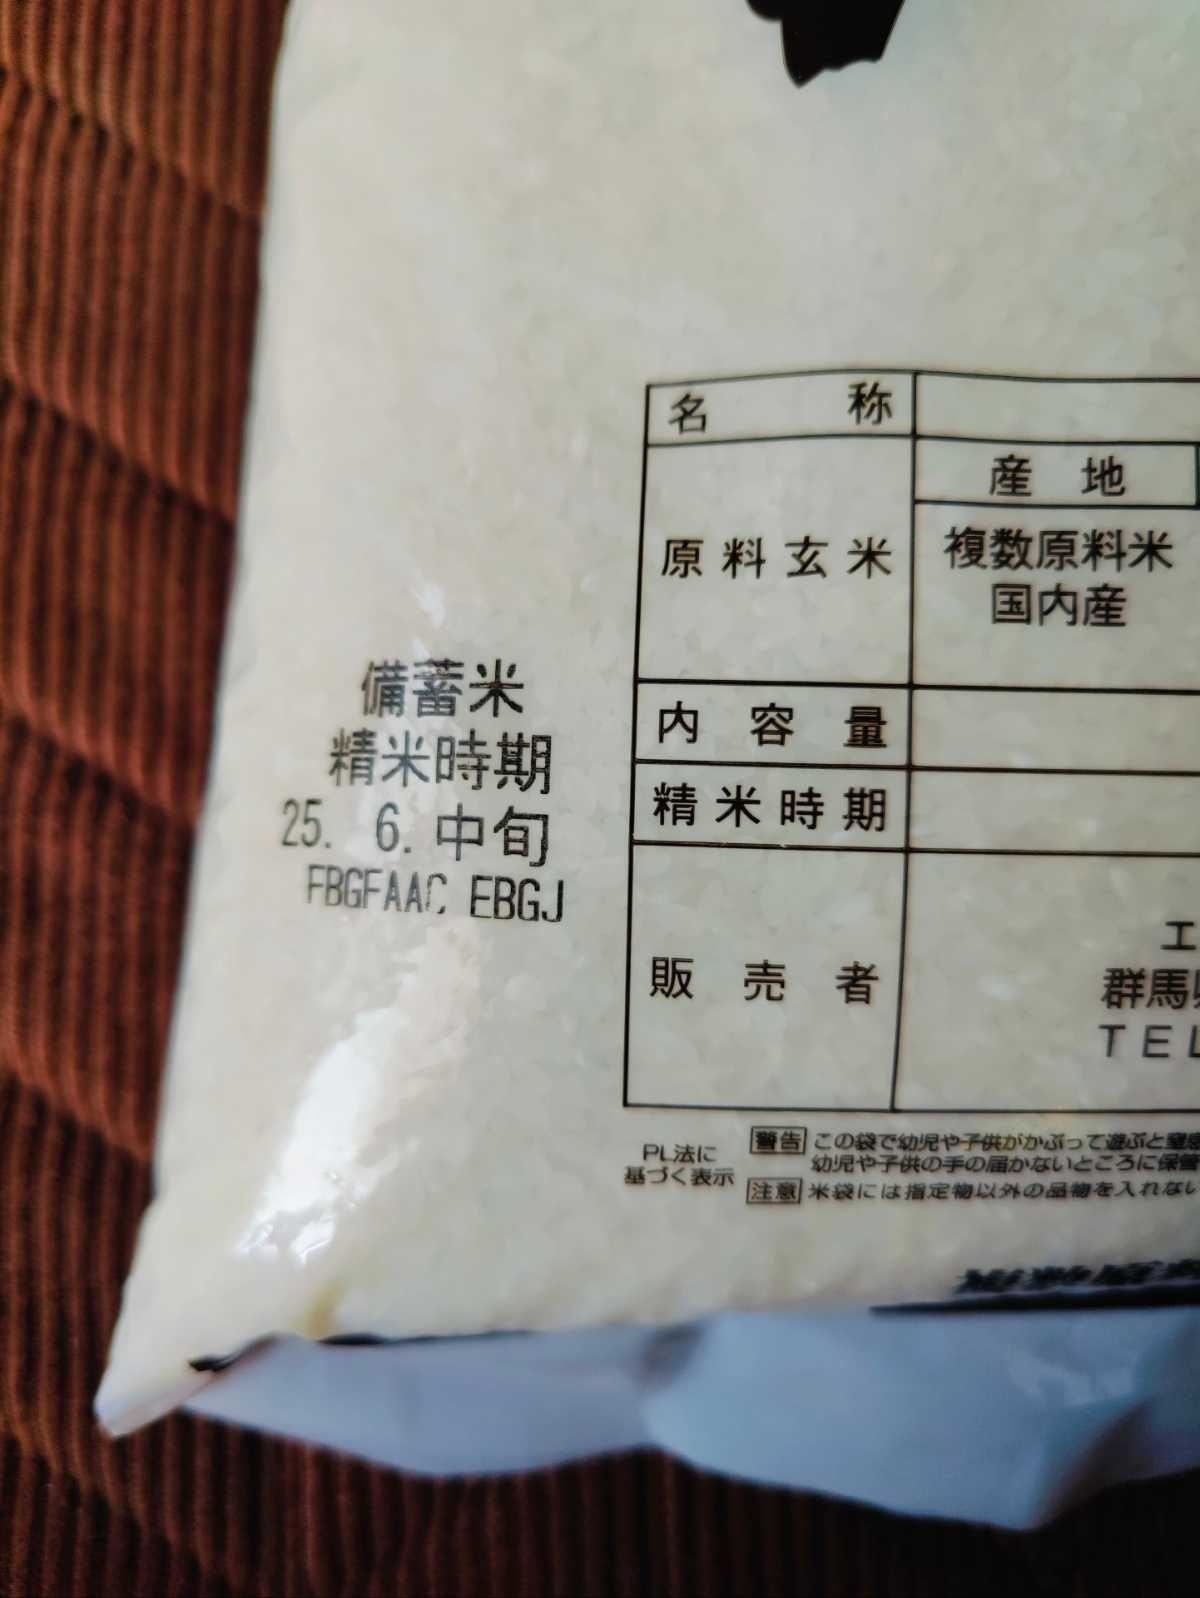 名称
産地
原料玄米
複数原料米
国内産
内容量
精米時期
販売者
エ
群馬県
TEL
備蓄米
精米時期
25. 6.中旬
FBGFAAC EBGJ
PL法に
基づく表示
警告 この袋で幼児や子供がかぶって遊ぶと窒息
幼児や子供の手の届かないところに保管
注意 米袋には指定物以外の品物を入れない